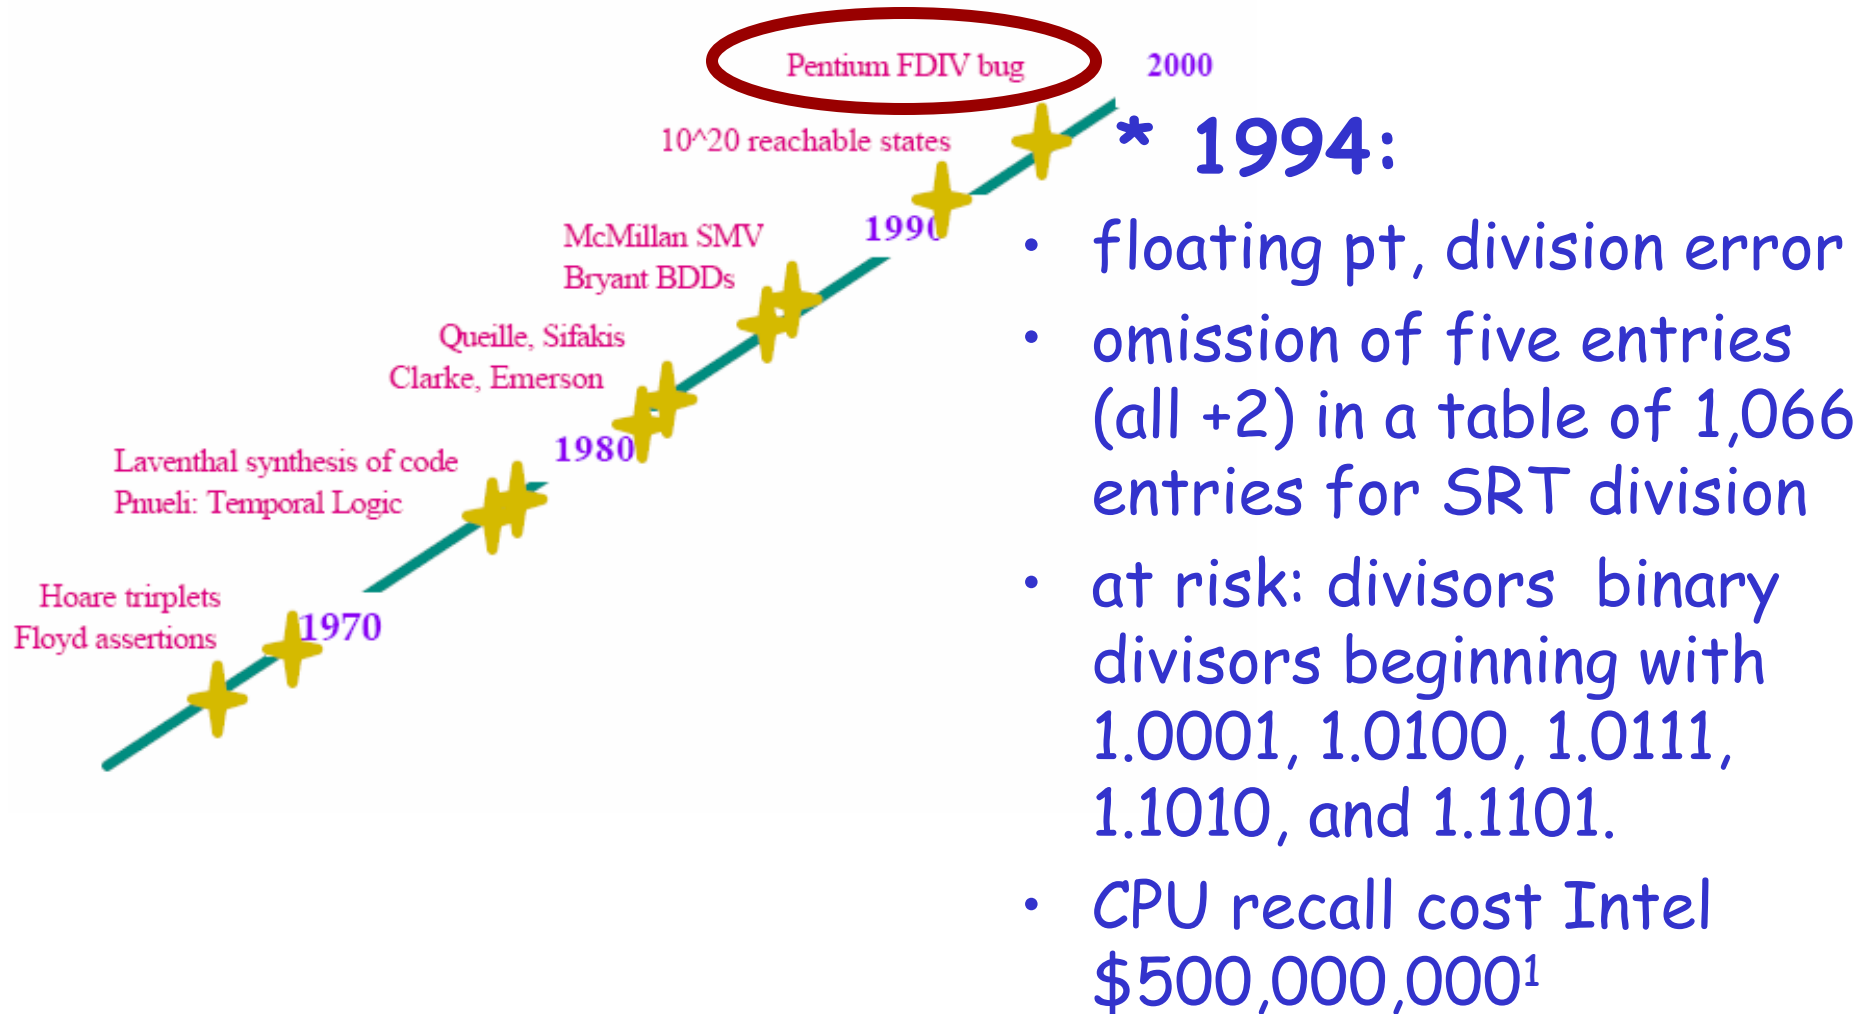 Pentium FDIV bug
2000
10^20 reachable states
McMillan SMV
Bryant BDDs
1990
Queille, Sifakis
Clarke, Emerson
1980
Laventhal synthesis of code
Pnueli: Temporal Logic
Hoare trirplets
Floyd assertions
1970
* 1994:
• floating pt, division error
• omission of five entries
(all +2) in a table of 1,066
entries for SRT division
• at risk: divisors binary
divisors beginning with
1.0001, 1.0100, 1.0111,
1.1010, and 1.1101.
• CPU recall cost Intel
$500,000,000¹